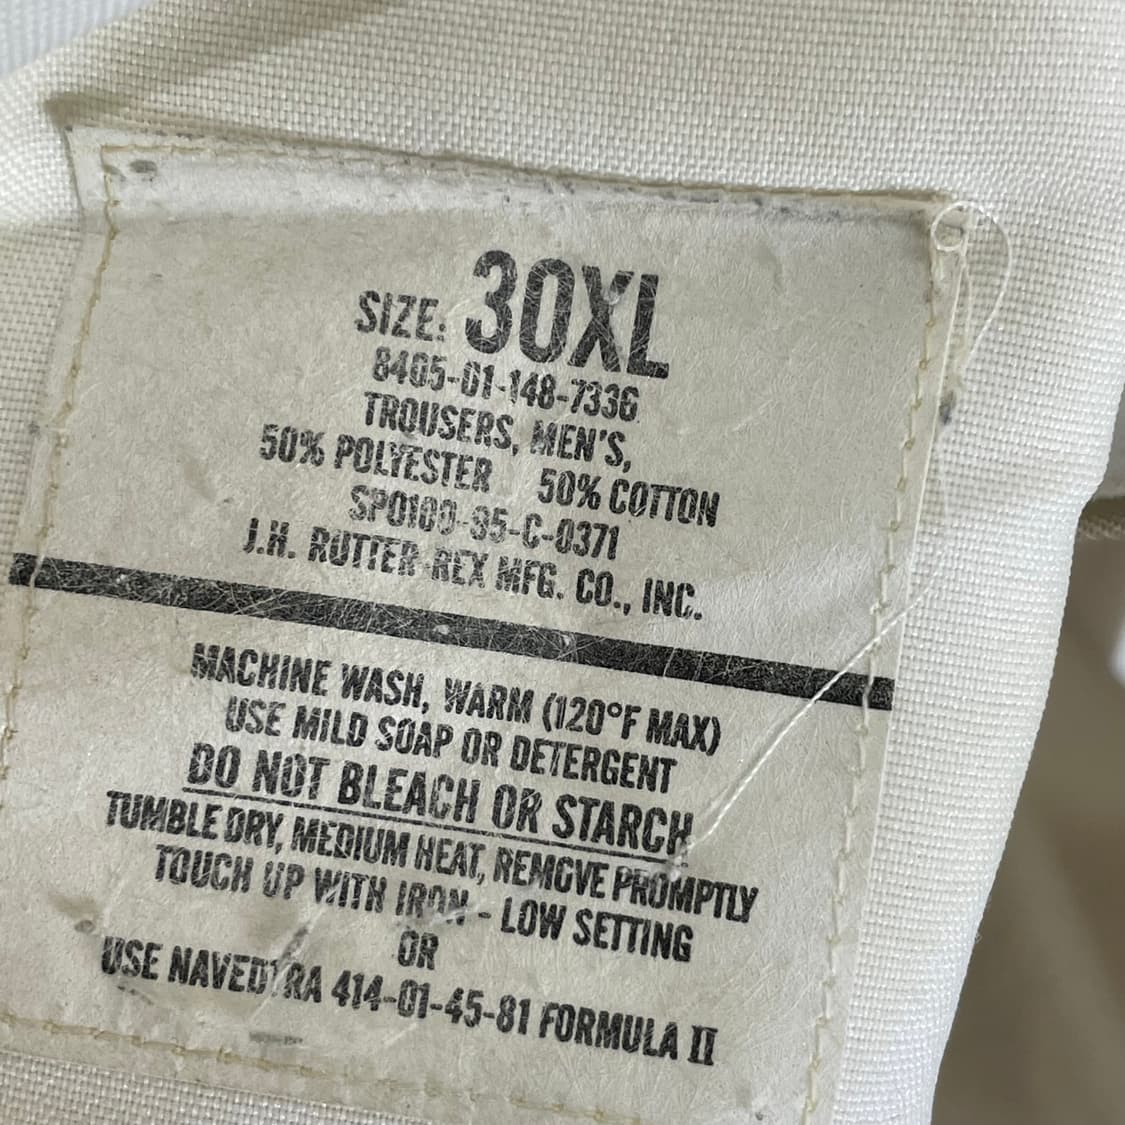 SIZE: 30XL
8405-01-148-7336
TROUSERS, MEN'S,
50% POLYESTER 50% COTTON
SPO100-95-C-0371
J.H. RUTTER REX MFG. CO., INC.
MACHINE WASH, WARM (120°F MAX)
USE MILD SOAP OR DETERGENT
DO NOT BLEACH OR STARCH
TUMBLE DRY, MEDIUM HEAT, REMOVE PROMPTLY
TOUCH UP WITH IRON - LOW SETTING
OR
USE NAVEDTRA 414-01-45-81 FORMULA II